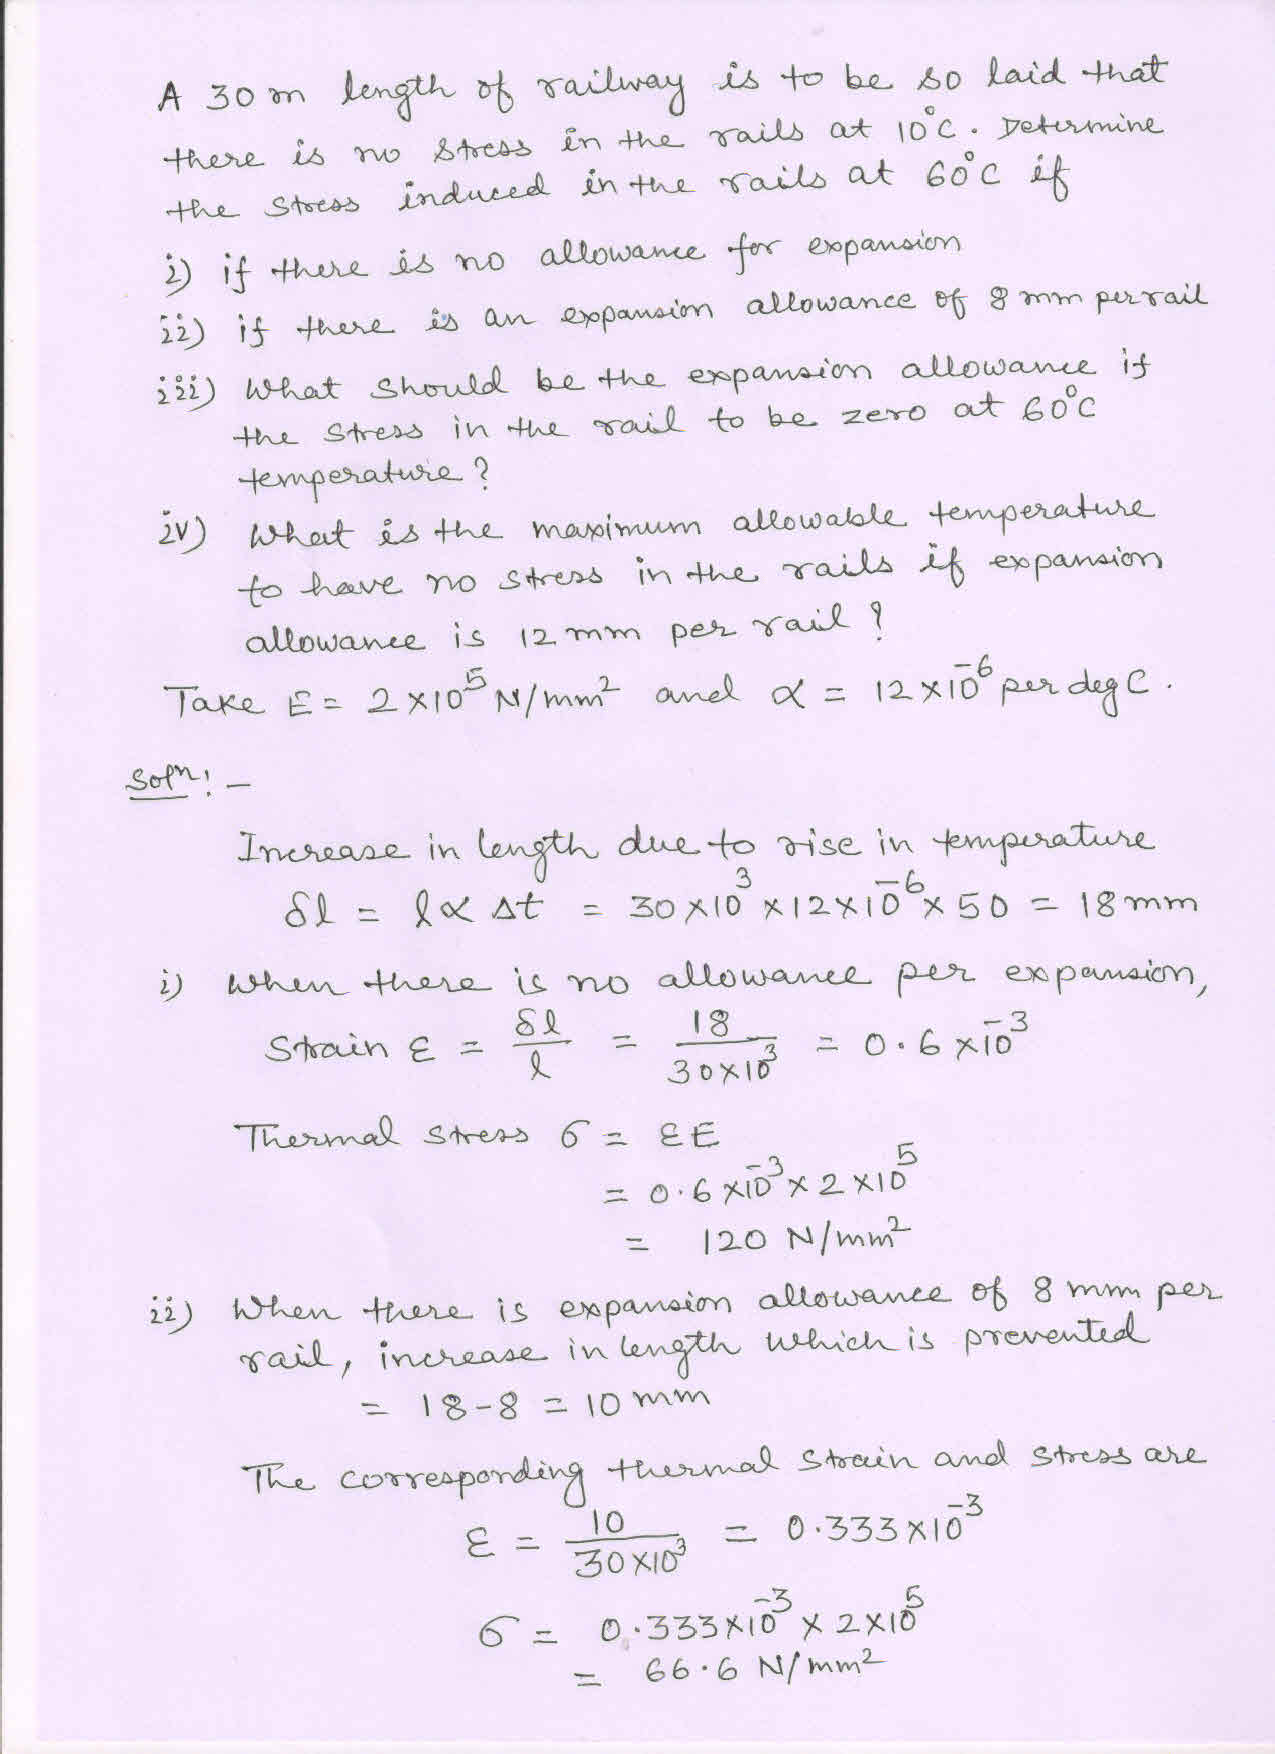 A 30 m length of railway is to be so laid that
there is no stress in the rails at 10°C. Determine
the stress induced in the rails at 60°C if
i) if there is no allowance for expansion
ii) if there is an expansion allowance of 8 mm per rail
iii) What should be the expansion allowance if
the stress in the rail to be zero at 60°C
temperature?
iv) What is the maximum allowable temperature
to have no stress in the rails if expansion
allowance is 12 mm per rail?
Take E = 2 × 10⁵ N/mm² and α = 12 × 10⁻⁶ per deg C.
Solⁿ: –
Increase in length due to rise in temperature
δl = l α Δt = 30 × 10³ × 12 × 10⁻⁶ × 50 = 18 mm
i) When there is no allowance per expansion,
Strain ε = δl/l = 18/(30 × 10³) = 0.6 × 10⁻³
Thermal stress σ = εE
= 0.6 × 10⁻³ × 2 × 10⁵
= 120 N/mm²
ii) When there is expansion allowance of 8 mm per
rail, increase in length which is prevented
= 18 - 8 = 10 mm
The corresponding thermal strain and stress are
ε = 10/(30 × 10³) = 0.333 × 10⁻³
σ = 0.333 × 10⁻³ × 2 × 10⁵
= 66.6 N/mm²